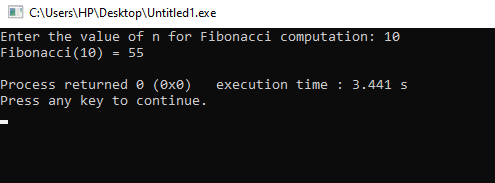 C:\Users\HP\Desktop\Untitled1.exe
Enter the value of n for Fibonacci computation: 10
Fibonacci(10) = 55
Process returned 0 (0x0)   execution time : 3.441 s
Press any key to continue.